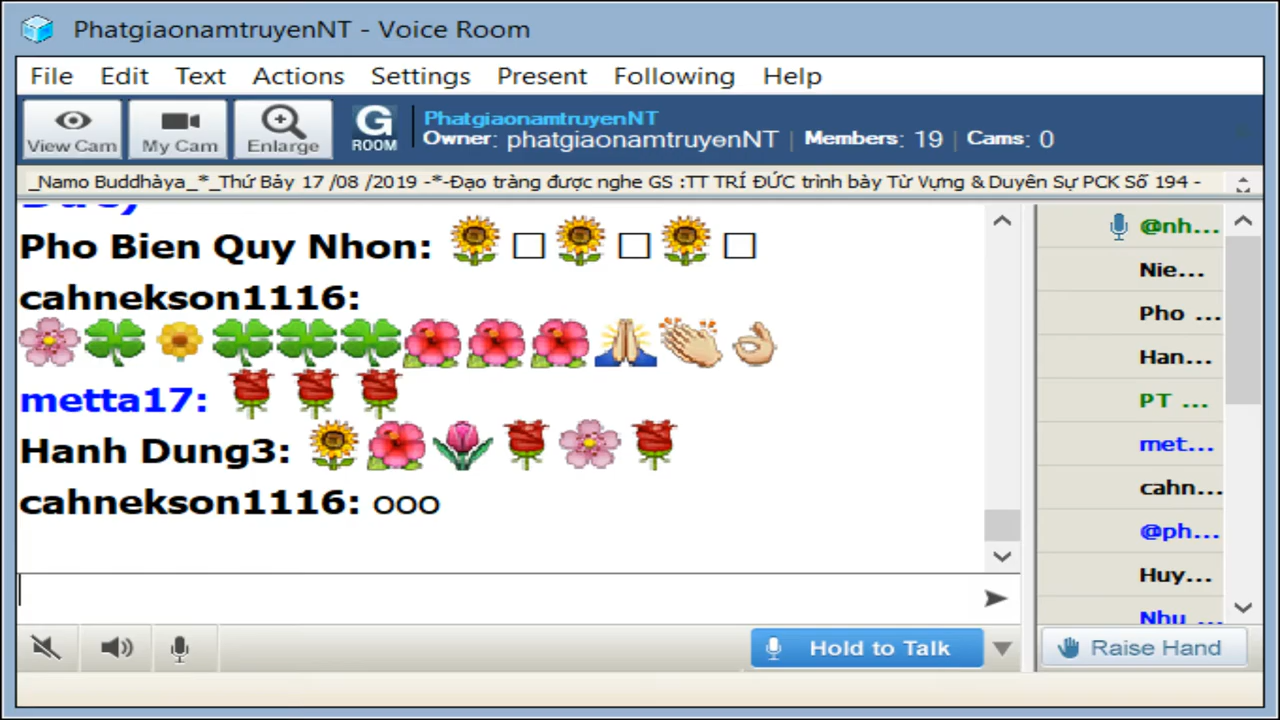 PhatgiaonamtruyenNT - Voice Room
File Edit Text Actions Settings Present Following Help
View Cam My Cam Enlarge G ROOM
PhatgiaonamtruyenNT
Owner: phatgiaonamtruyenNT | Members: 19 | Cams: 0
_Namo Buddhàya_*_Thứ Bảy 17 /08 /2019 -*-Đạo tràng được nghe GS :TT TRÍ ĐỨC trình bày Từ Vựng & Duyên Sự PCK Số 194 -
Pho Bien Quy Nhon: 🌻□🌻□🌻□
cahnekson1116:
🌸🍀🌼🍀🍀🍀🌺🌺🌺🙏👏👌
metta17: 🌹🌹🌹
Hanh Dung3: 🌻🌺🌷🌹🌸🌹
cahnekson1116: ooo
@nh...
Nie...
Pho ...
Han...
PT ...
met...
cahn...
@ph...
Huy...
Nhu ...
Hold to Talk
Raise Hand